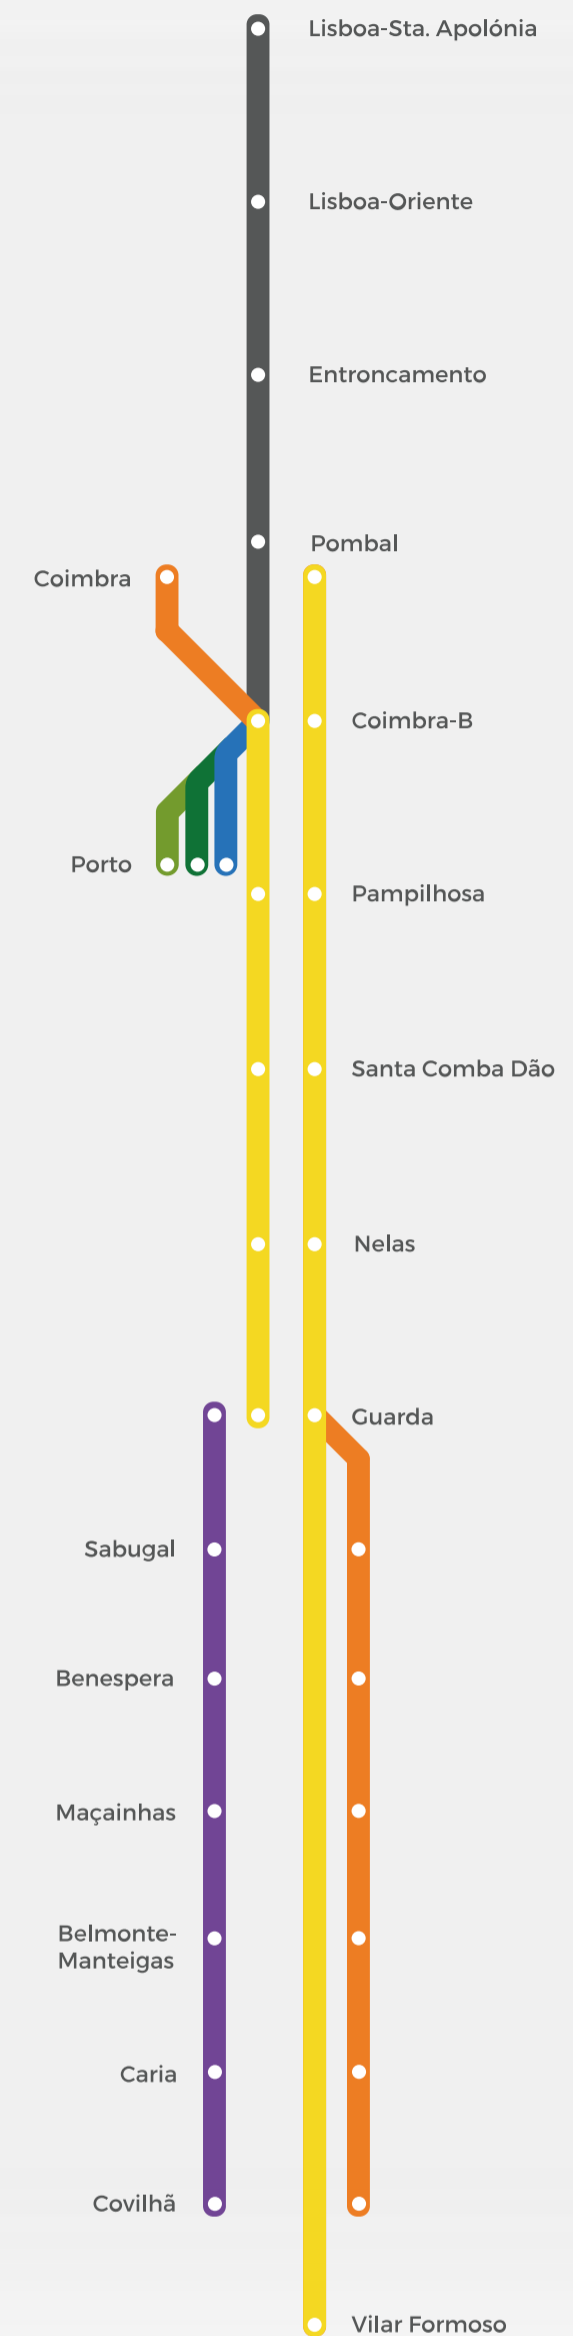 Lisboa-Sta. Apolónia
Lisboa-Oriente
Entroncamento
Pombal
Coimbra
Coimbra-B
Porto
Pampilhosa
Santa Comba Dão
Nelas
Guarda
Sabugal
Benespera
Maçainhas
Belmonte-
Manteigas
Caria
Covilhã
Vilar Formoso